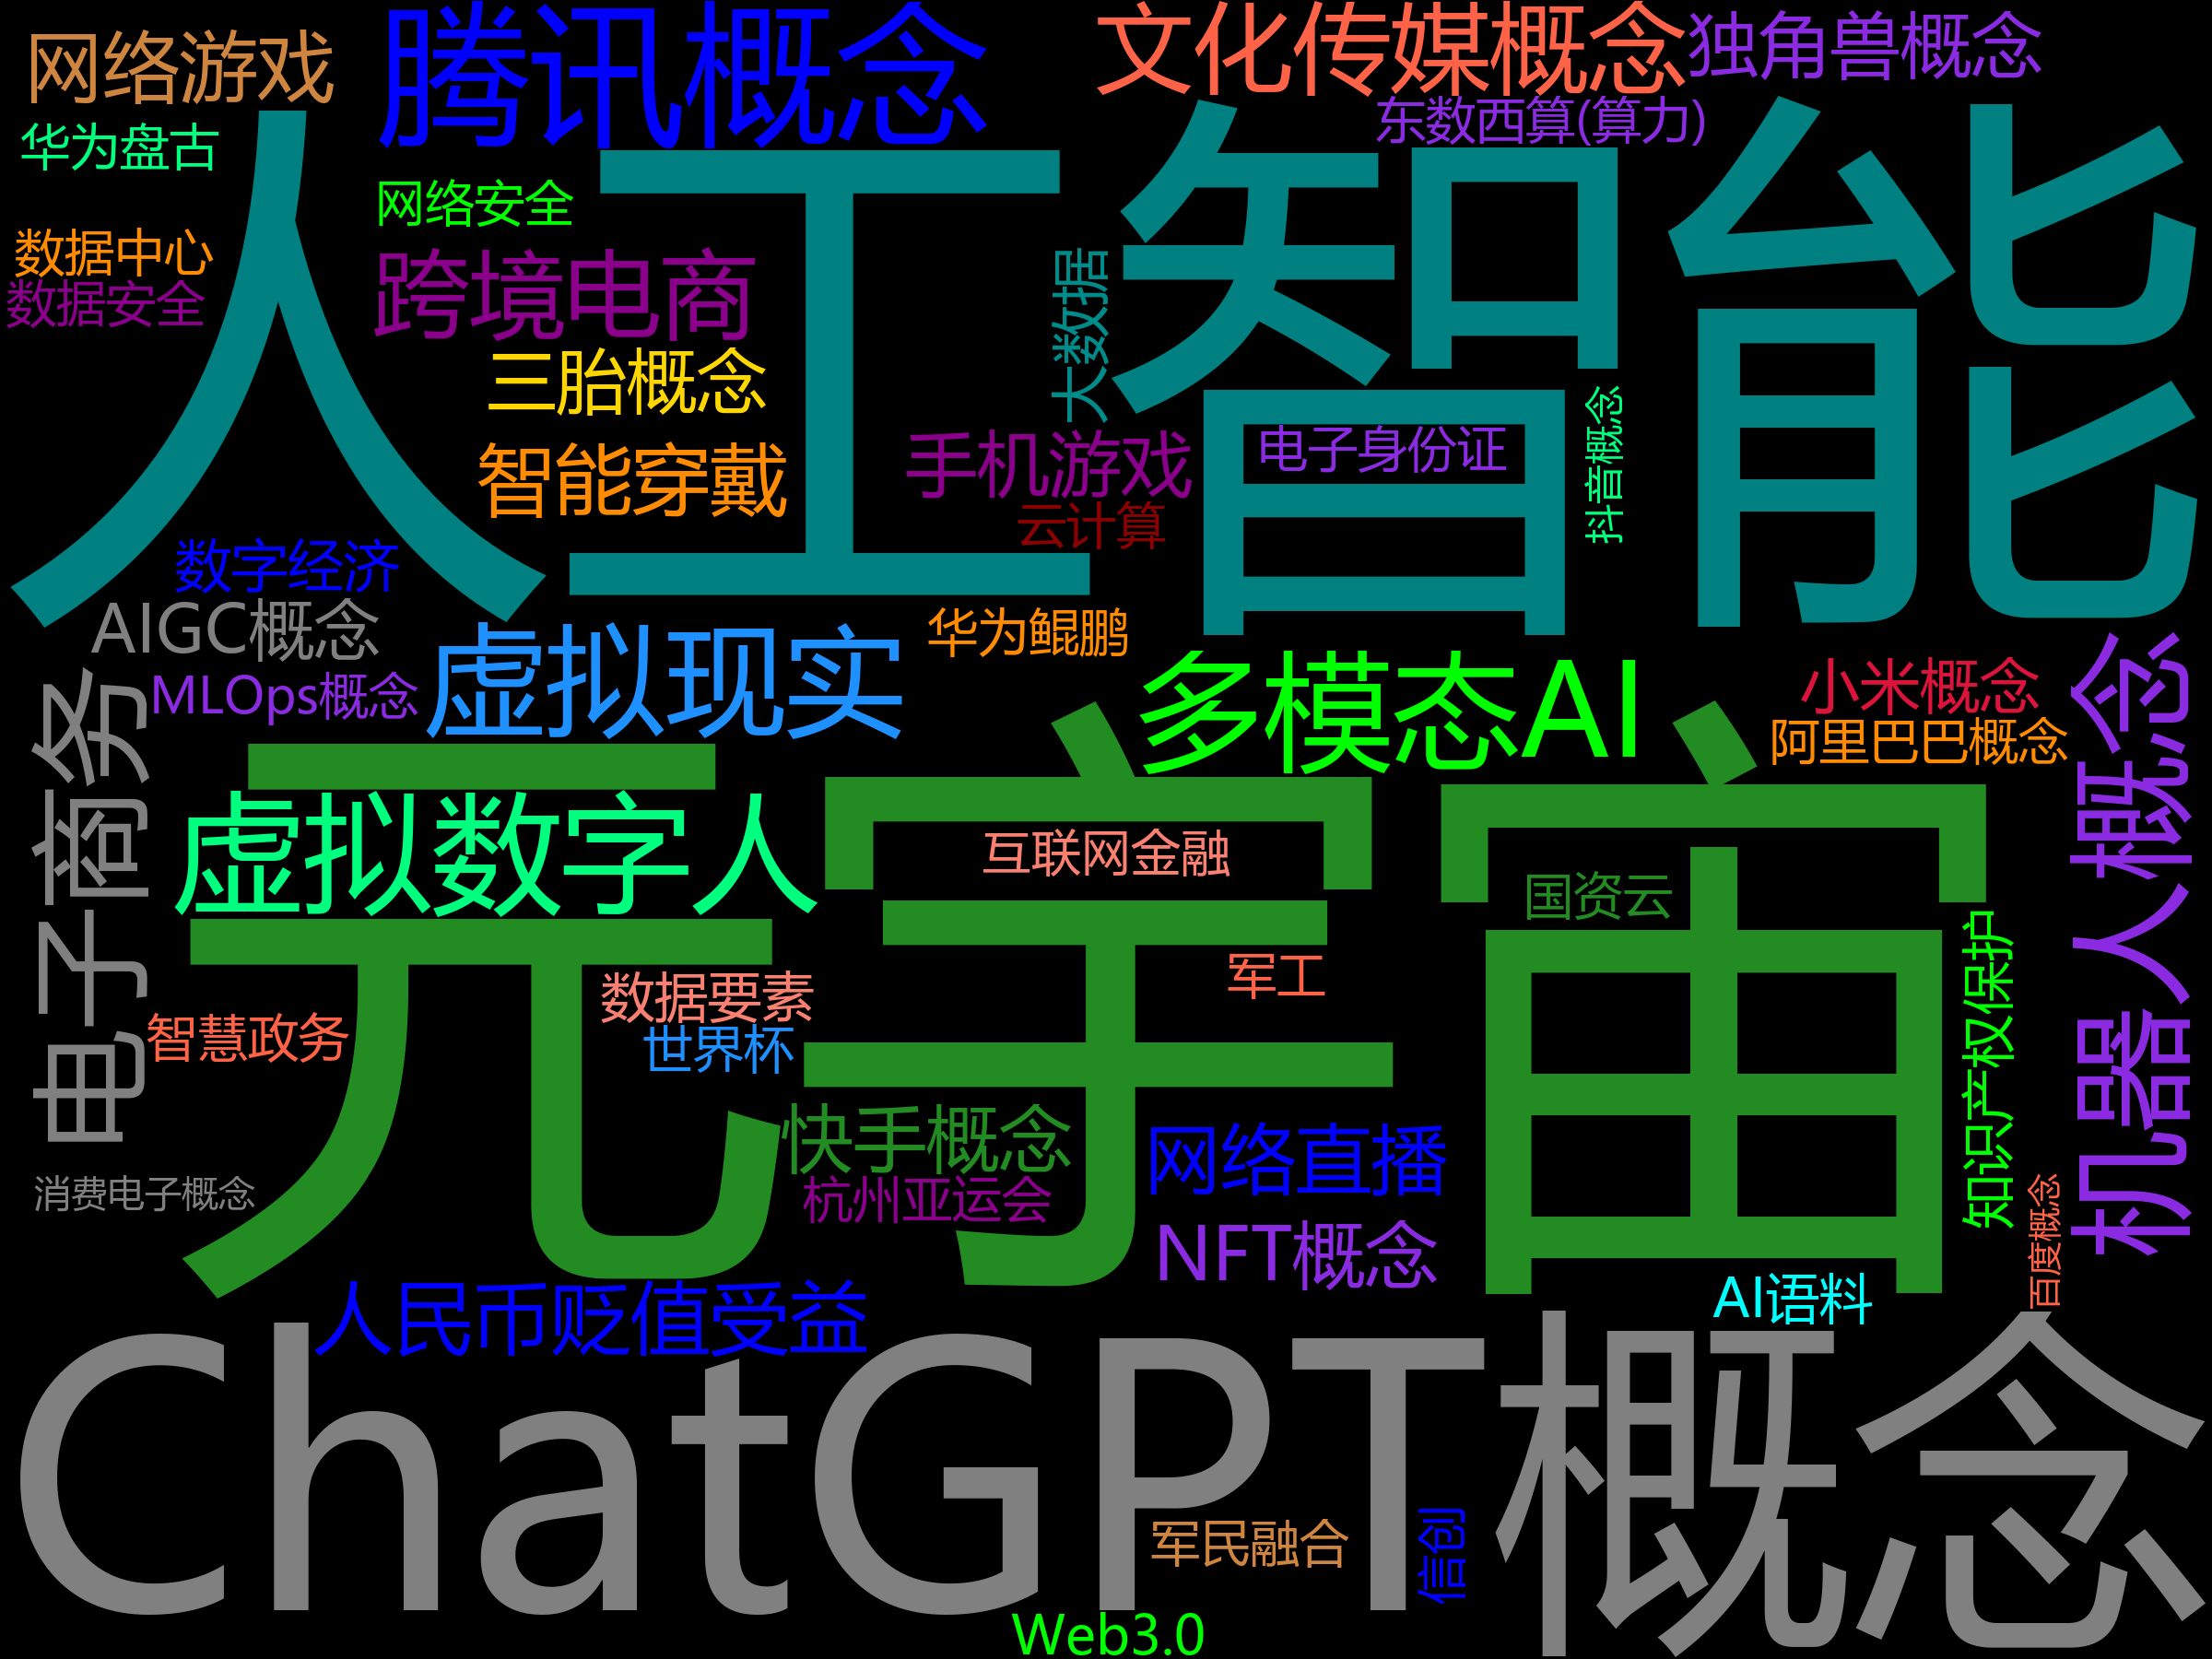 腾讯概念
文化传媒概念
独角兽概念
网络游戏
东数西算(算力)
华为盘古
人工智能
网络安全
数据中心
数据安全
跨境电商
大数据
三胎概念
智能穿戴
手机游戏
电子身份证
抖音概念
云计算
数字经济
AIGC概念
华为鲲鹏
MLOps概念
虚拟现实
多模态AI
小米概念
阿里巴巴概念
电子商务
机器人概念
虚拟数字人
互联网金融
国资云
元宇宙
知识产权保护
军工
数据要素
智慧政务
世界杯
快手概念
网络直播
消费电子概念
杭州亚运会
百度概念
NFT概念
AI语料
人民币贬值受益
ChatGPT概念
军民融合
信创
Web3.0